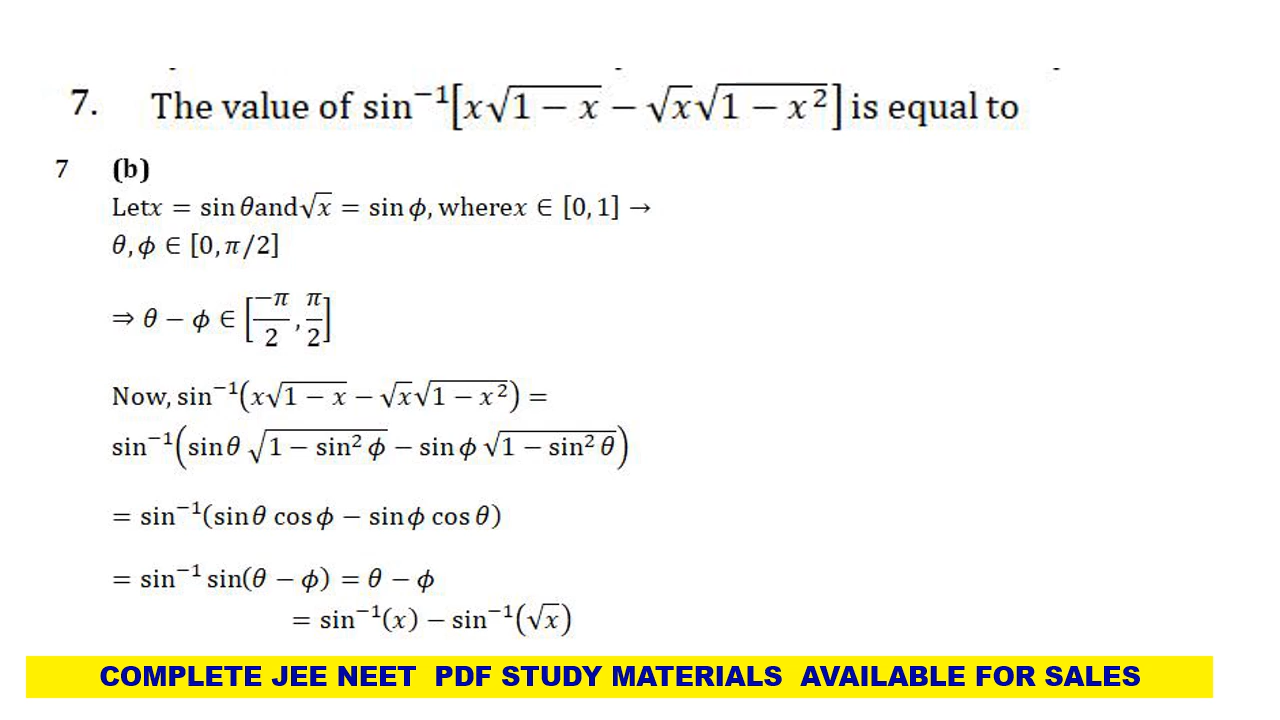 7. The value of sin⁻¹[x√1 − x − √x√1 − x²] is equal to
7 (b)
Letx = sin θand√x = sin ϕ, wherex ∈ [0, 1] →
θ, ϕ ∈ [0, π/2]
⇒ θ − ϕ ∈ [−π/2, π/2]
Now, sin⁻¹(x√1 − x − √x√1 − x²) =
sin⁻¹(sin θ √1 − sin² ϕ − sin ϕ √1 − sin² θ)
= sin⁻¹(sin θ cos ϕ − sin ϕ cos θ)
= sin⁻¹ sin(θ − ϕ) = θ − ϕ
= sin⁻¹(x) − sin⁻¹(√x)
COMPLETE JEE NEET PDF STUDY MATERIALS AVAILABLE FOR SALES